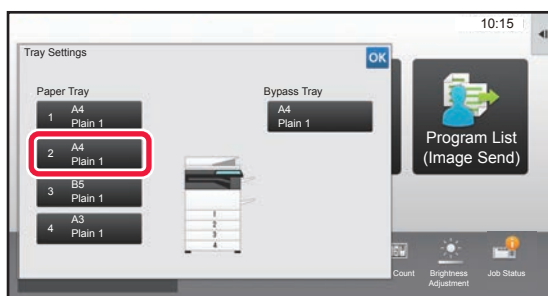 10:15
Tray Settings
OK
Paper Tray
Bypass Tray
1
A4
Plain 1
A4
Plain 1
2
A4
Plain 1
3
B5
Plain 1
4
A3
Plain 1
1
2
3
4
Program List
(Image Send)
Count
Brightness
Adjustment
Job Status